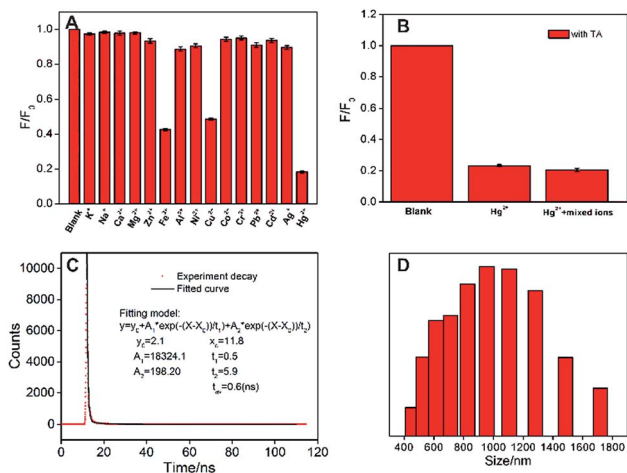 A
F/F0
1.0
0.8
0.6
0.4
0.2
0.0
Blank K+ Na+ Ca2+ Mg2+ Zn2+ Fe3+ Al3+ Ni2+ Cu2+ Co2+ Cr3+ Pb2+ Cd2+ Ag+ Hg2+
B
with TA
F/F0
1.2
1.0
0.8
0.6
0.4
0.2
0.0
Blank Hg2+ Hg2++mixed ions
C
Experiment decay
Fitted curve
Fitting model:
y=y0+A1*exp(-(X-X0))/t1)+A2*exp(-(X-X0))/t2)
y0=2.1 x0=11.8
A1=18324.1 t1=0.5
A2=198.20 t2=5.9
0.6(ns)
Counts
10000
8000
6000
4000
2000
0
0 20 40 60 80 100 120
Time/ns
D
400 600 800 1000 1200 1400 1600 1800
Size/nm